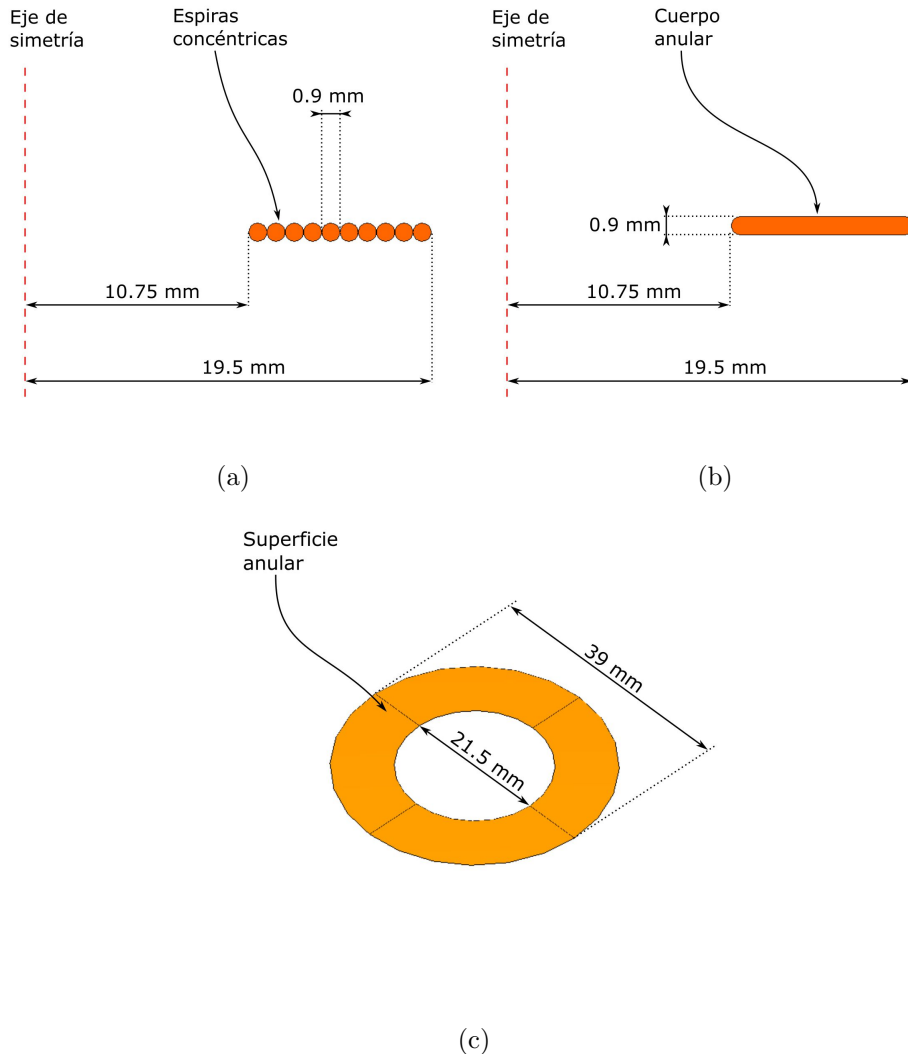 Eje de
simetría
Espiras
concéntricas
0.9 mm
10.75 mm
19.5 mm
(a)
Eje de
simetría
Cuerpo
anular
0.9 mm
10.75 mm
19.5 mm
(b)
Superficie
anular
39 mm
21.5 mm
(c)